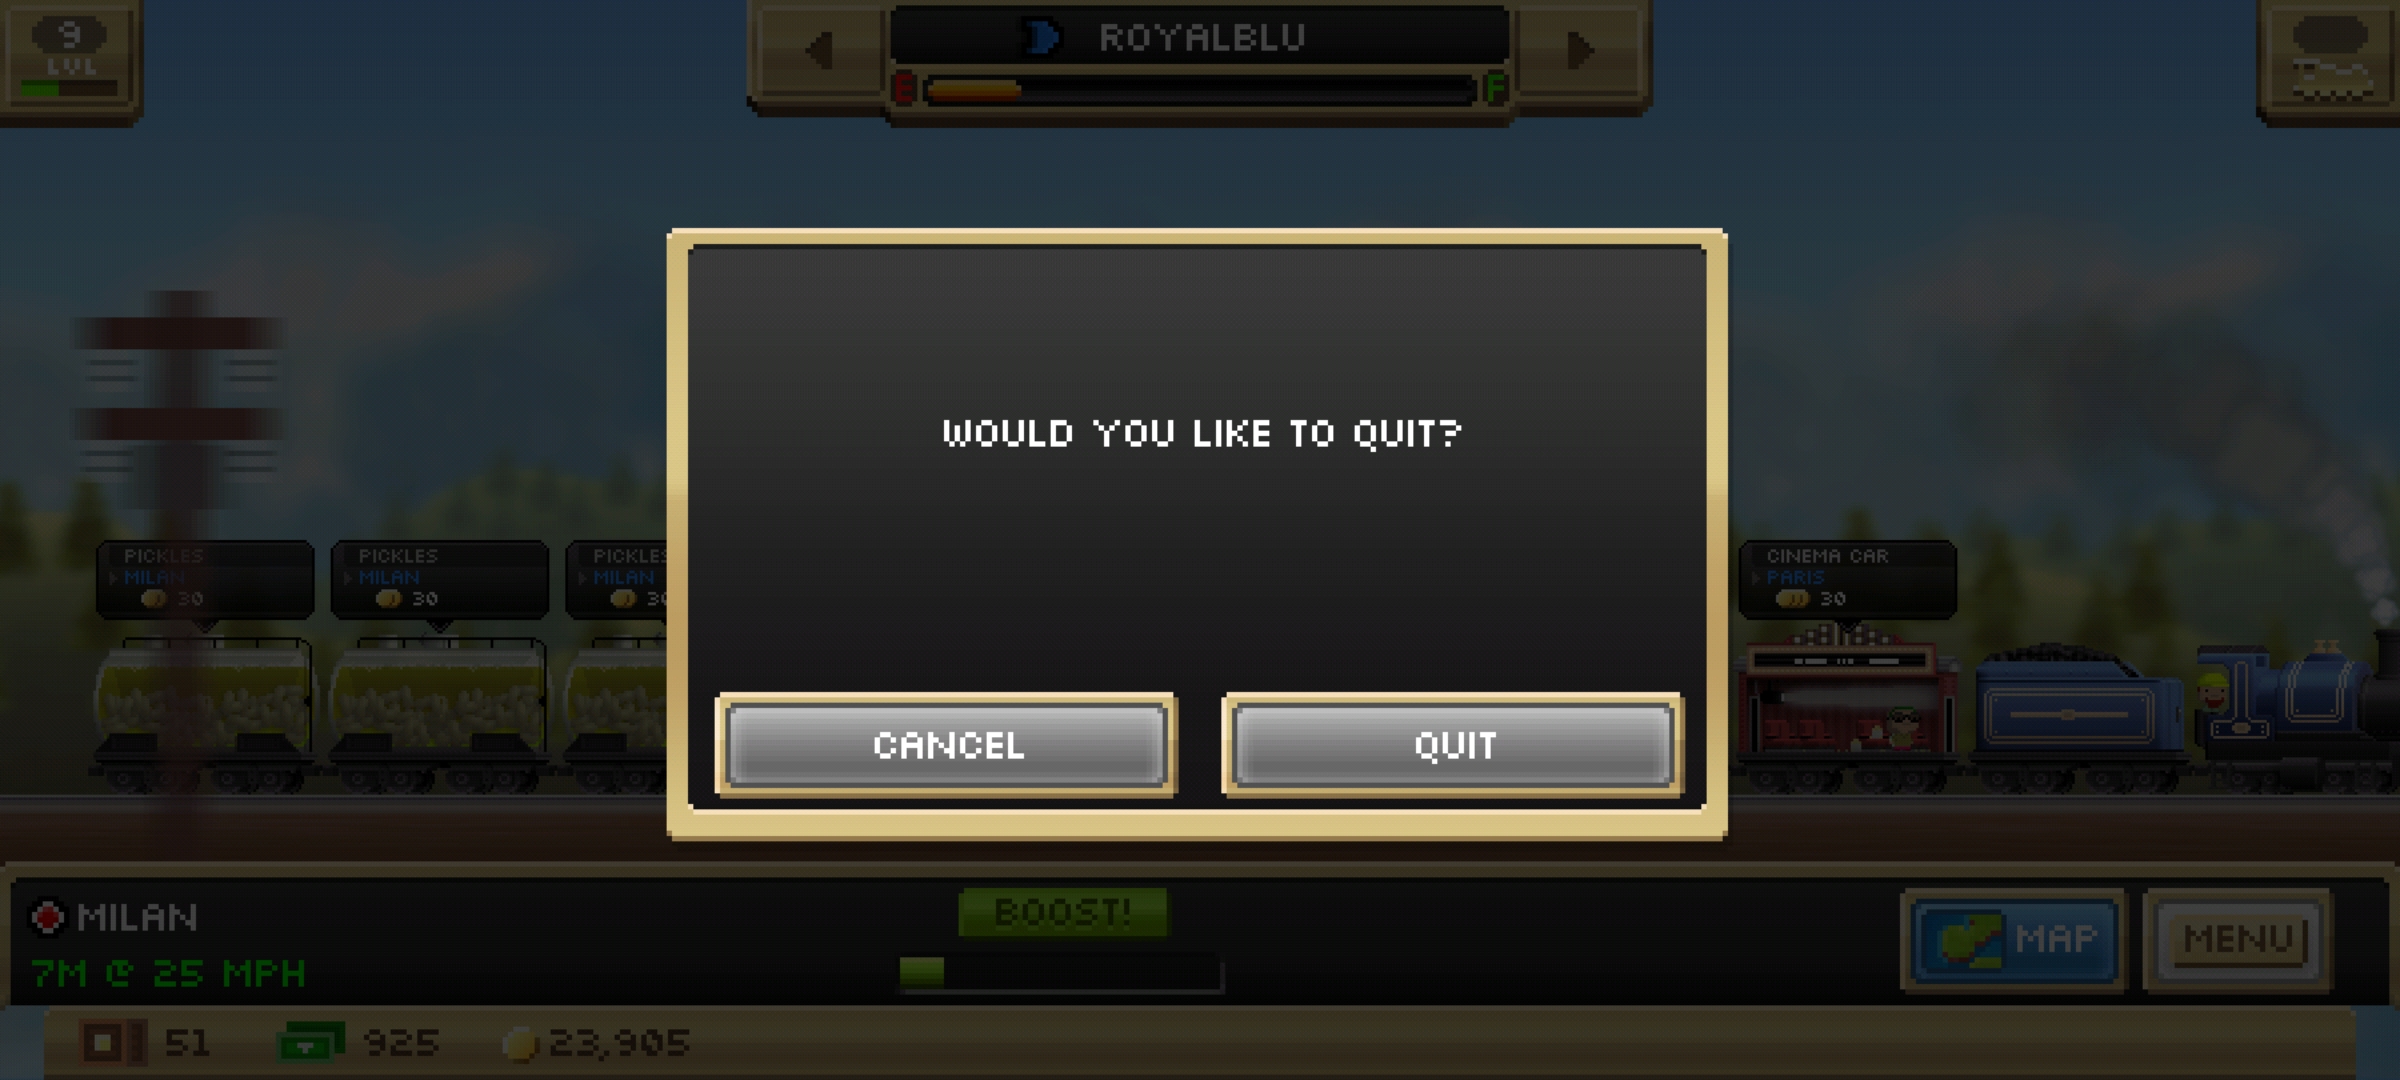 9
LVL
ROYALBLU
E F
WOULD YOU LIKE TO QUIT?
PICKLES
MILAN
30
PICKLES
MILAN
30
PICKLES
MILAN
CINEMA CAR
PARIS
30
CANCEL
QUIT
MILAN
7M @ 25 MPH
BOOST!
MAP
MENU
51
925
23,905